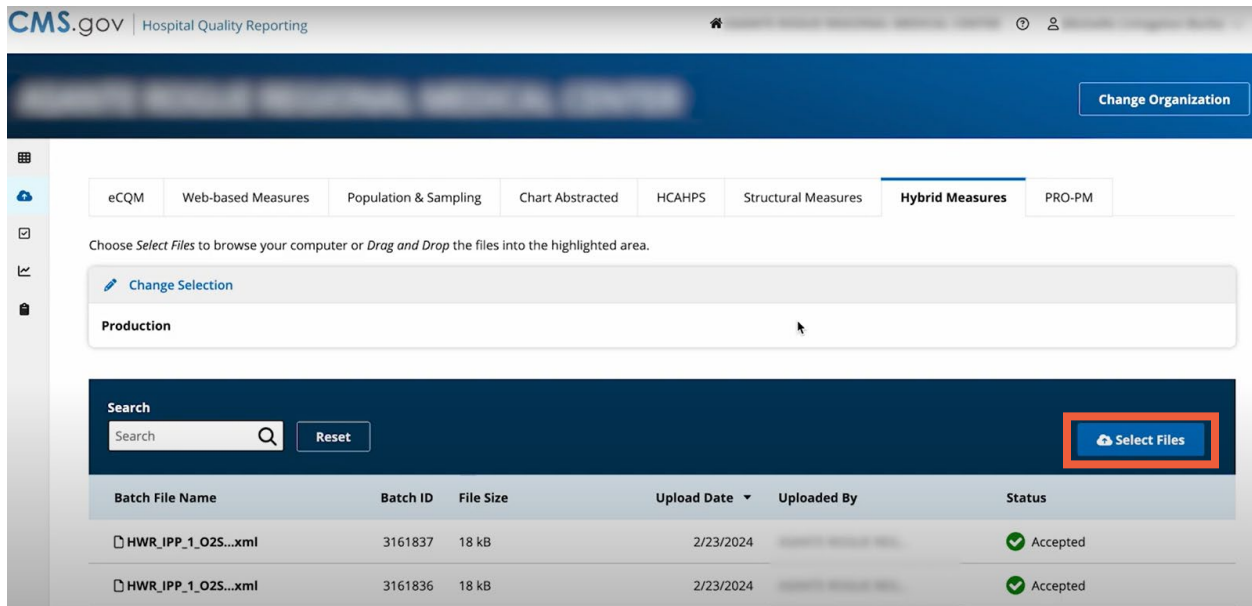 CMS.gov Hospital Quality Reporting
Change Organization
eCQM Web-based Measures Population & Sampling Chart Abstracted HCAHPS Structural Measures Hybrid Measures PRO-PM
Choose Select Files to browse your computer or Drag and Drop the files into the highlighted area.
Change Selection
Production
Search
Search Reset Select Files
Batch File Name Batch ID File Size Upload Date Uploaded By Status
HWR_IPP_1_O2S...xml 3161837 18 kB 2/23/2024 Accepted
HWR_IPP_1_O2S...xml 3161836 18 kB 2/23/2024 Accepted